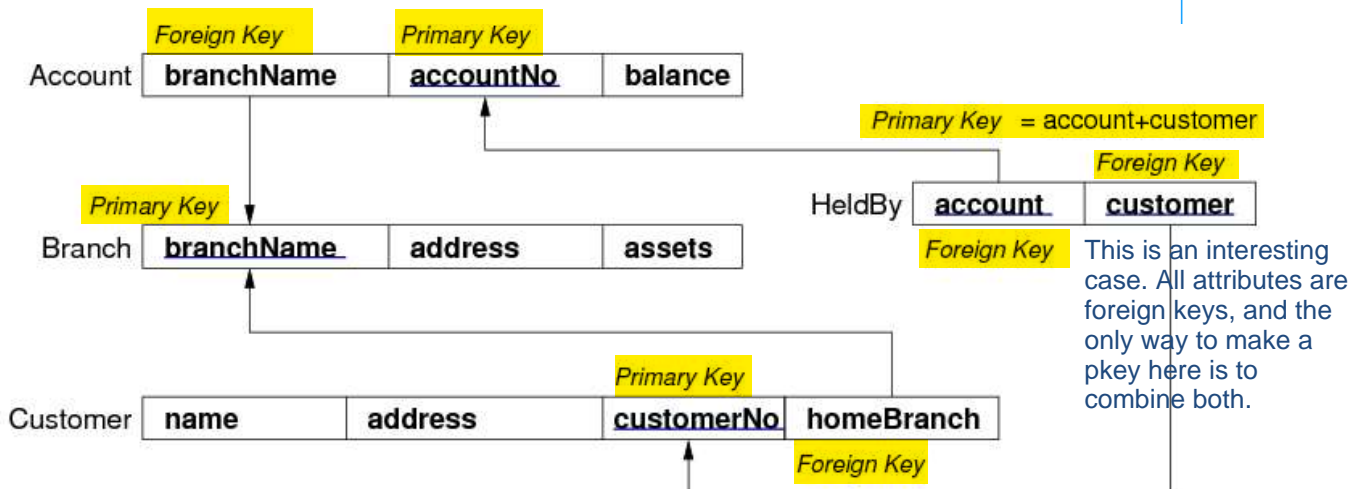 Foreign Key Primary Key
Account branchName accountNo balance
Primary Key = account+customer
Foreign Key
HeldBy account customer
Primary Key
Branch branchName address assets
Foreign Key
This is an interesting
case. All attributes are
foreign keys, and the
only way to make a
pkey here is to
combine both.
Primary Key
Customer name address customerNo homeBranch
Foreign Key